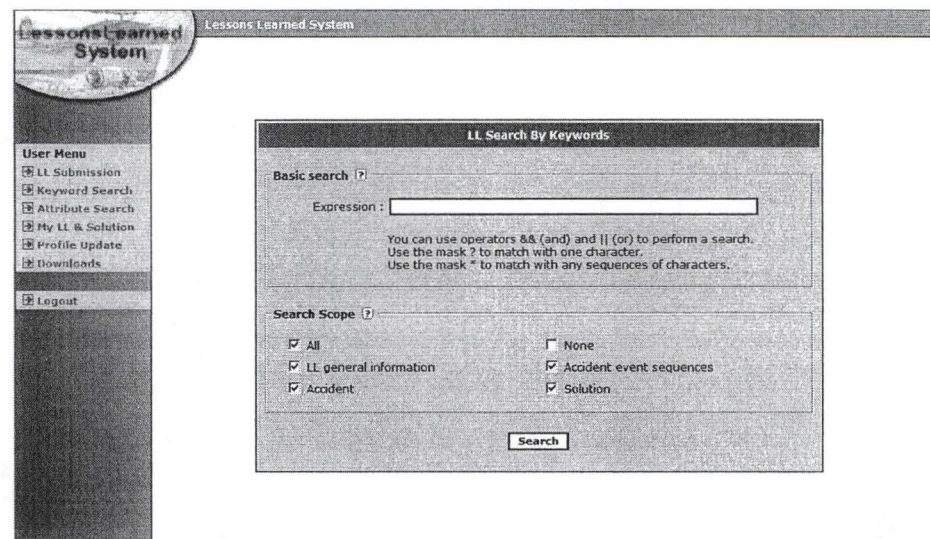 Lessons Learned
System
Lessons Learned System
User Menu
LL Submission
Keyword Search
Attribute Search
My LL & Solution
Profile Update
Downloads
Logout
LL Search By Keywords
Basic search ?
Expression :
You can use operators && (and) and || (or) to perform a search.
Use the mask ? to match with one character.
Use the mask * to match with any sequences of characters.
Search Scope ?
All
None
LL general information
Accident event sequences
Accident
Solution
Search